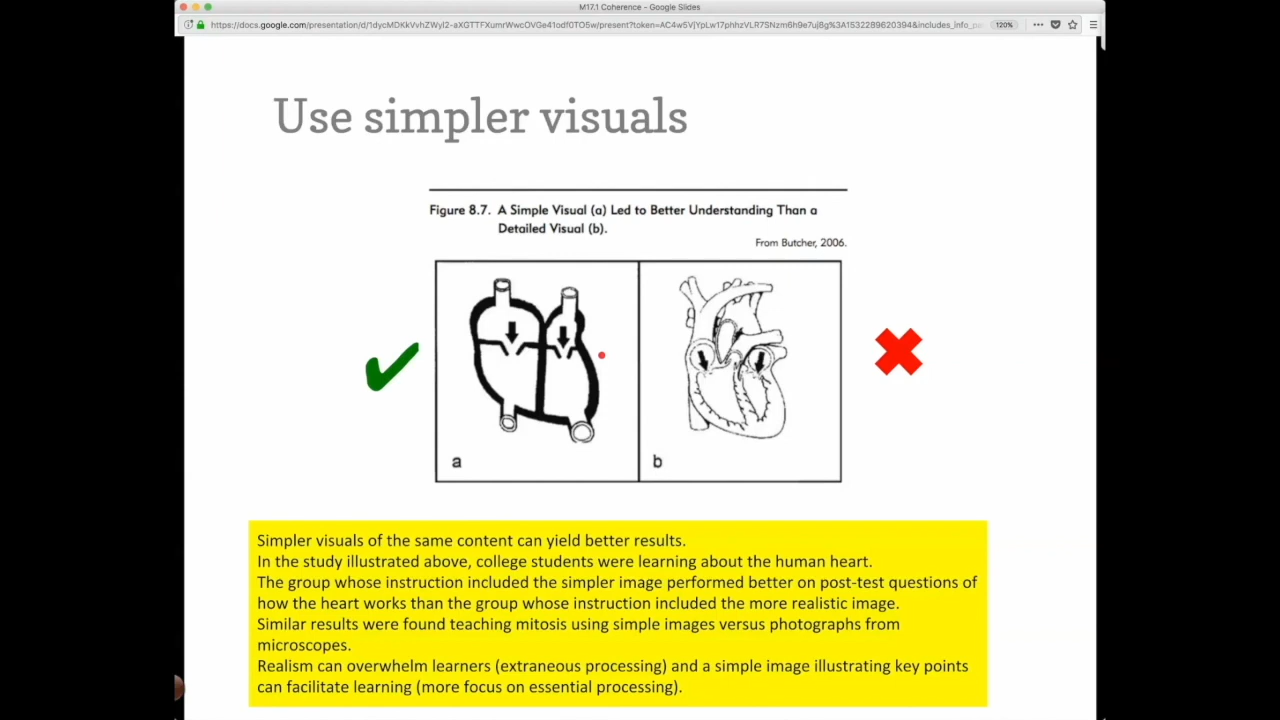 M17.1 Coherence - Google Slides
120%
Use simpler visuals
Figure 8.7. A Simple Visual (a) Led to Better Understanding Than a
Detailed Visual (b).
From Butcher, 2006.
a
b
Simpler visuals of the same content can yield better results.
In the study illustrated above, college students were learning about the human heart.
The group whose instruction included the simpler image performed better on post-test questions of
how the heart works than the group whose instruction included the more realistic image.
Similar results were found teaching mitosis using simple images versus photographs from
microscopes.
Realism can overwhelm learners (extraneous processing) and a simple image illustrating key points
can facilitate learning (more focus on essential processing).